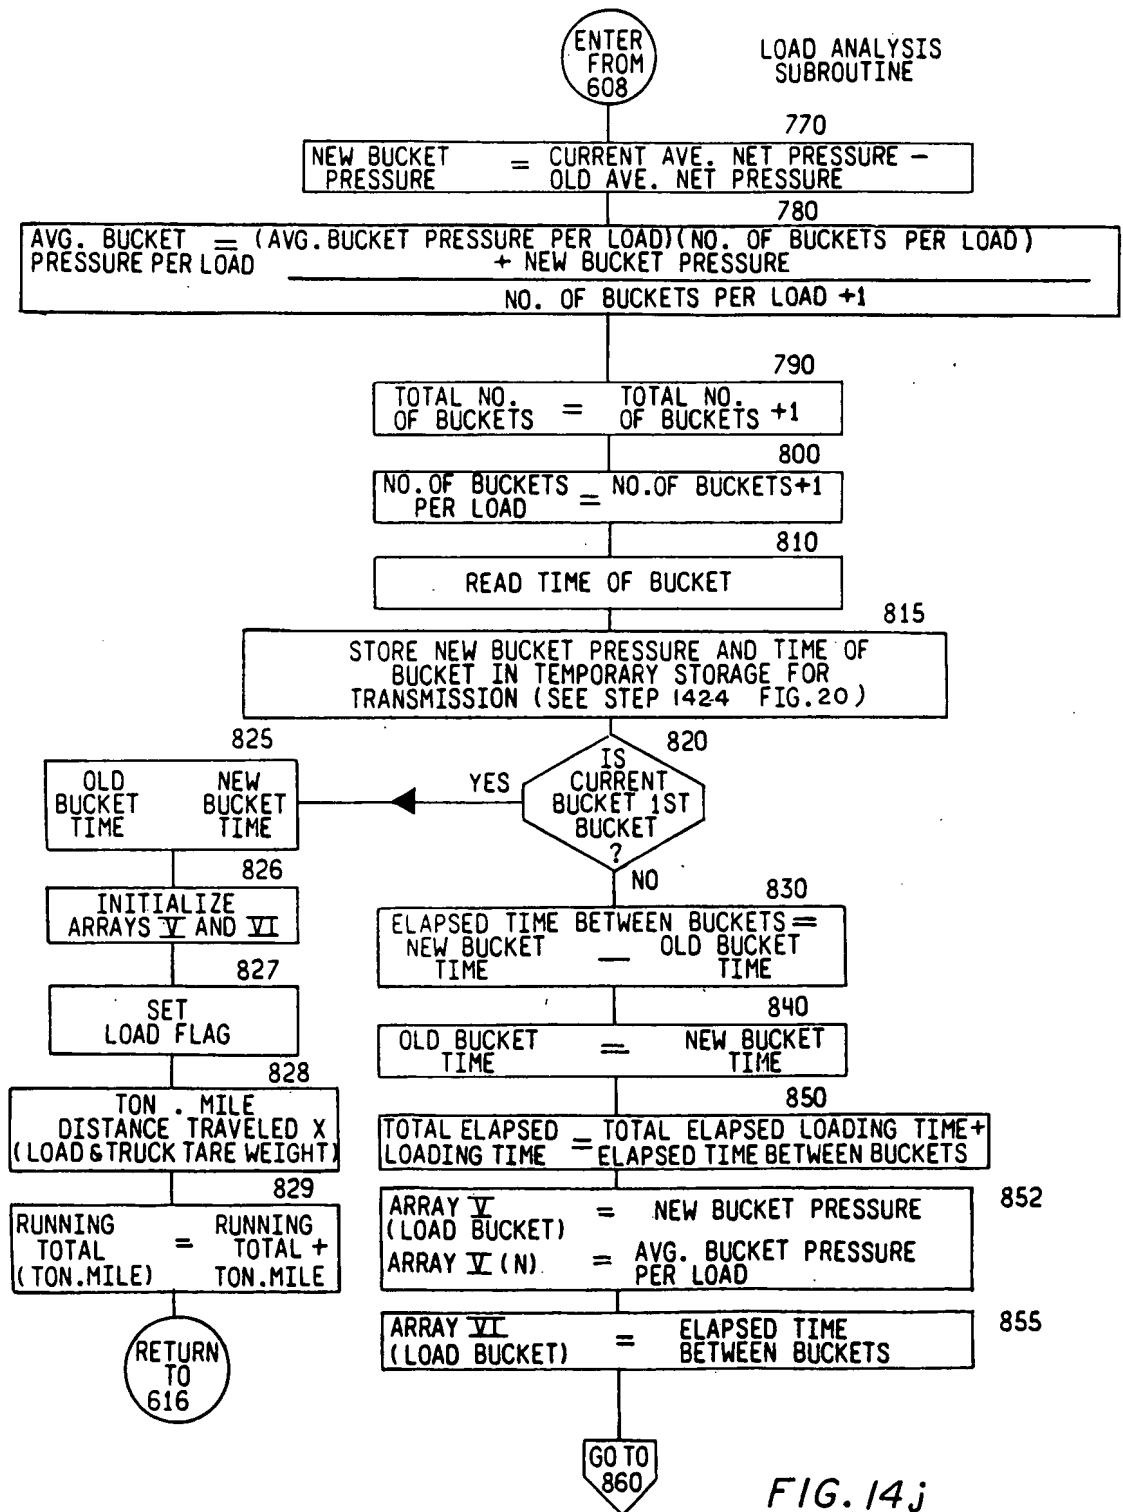 ENTER
FROM
608
LOAD ANALYSIS
SUBROUTINE
770
NEW BUCKET = CURRENT AVE. NET PRESSURE –
PRESSURE OLD AVE. NET PRESSURE
780
AVG. BUCKET = (AVG. BUCKET PRESSURE PER LOAD)(NO. OF BUCKETS PER LOAD)
PRESSURE PER LOAD + NEW BUCKET PRESSURE
NO. OF BUCKETS PER LOAD +1
790
TOTAL NO. = TOTAL NO.
OF BUCKETS OF BUCKETS +1
800
NO. OF BUCKETS = NO. OF BUCKETS+1
PER LOAD
810
READ TIME OF BUCKET
815
STORE NEW BUCKET PRESSURE AND TIME OF
BUCKET IN TEMPORARY STORAGE FOR
TRANSMISSION (SEE STEP 1424 FIG.20)
820
IS
CURRENT
BUCKET 1ST
BUCKET
?
YES
NO
825
OLD NEW
BUCKET BUCKET
TIME TIME
826
INITIALIZE
ARRAYS V AND VI
827
SET
LOAD FLAG
828
TON . MILE
DISTANCE TRAVELED X
(LOAD & TRUCK TARE WEIGHT)
829
RUNNING RUNNING
TOTAL = TOTAL +
(TON.MILE) TON.MILE
RETURN
TO
616
830
ELAPSED TIME BETWEEN BUCKETS =
NEW BUCKET – OLD BUCKET
TIME TIME
840
OLD BUCKET = NEW BUCKET
TIME TIME
850
TOTAL ELAPSED = TOTAL ELAPSED LOADING TIME+
LOADING TIME ELAPSED TIME BETWEEN BUCKETS
852
ARRAY V = NEW BUCKET PRESSURE
(LOAD BUCKET)
ARRAY V (N) = AVG. BUCKET PRESSURE
PER LOAD
855
ARRAY VI = ELAPSED TIME
(LOAD BUCKET) BETWEEN BUCKETS
GO TO
860
FIG. 14j